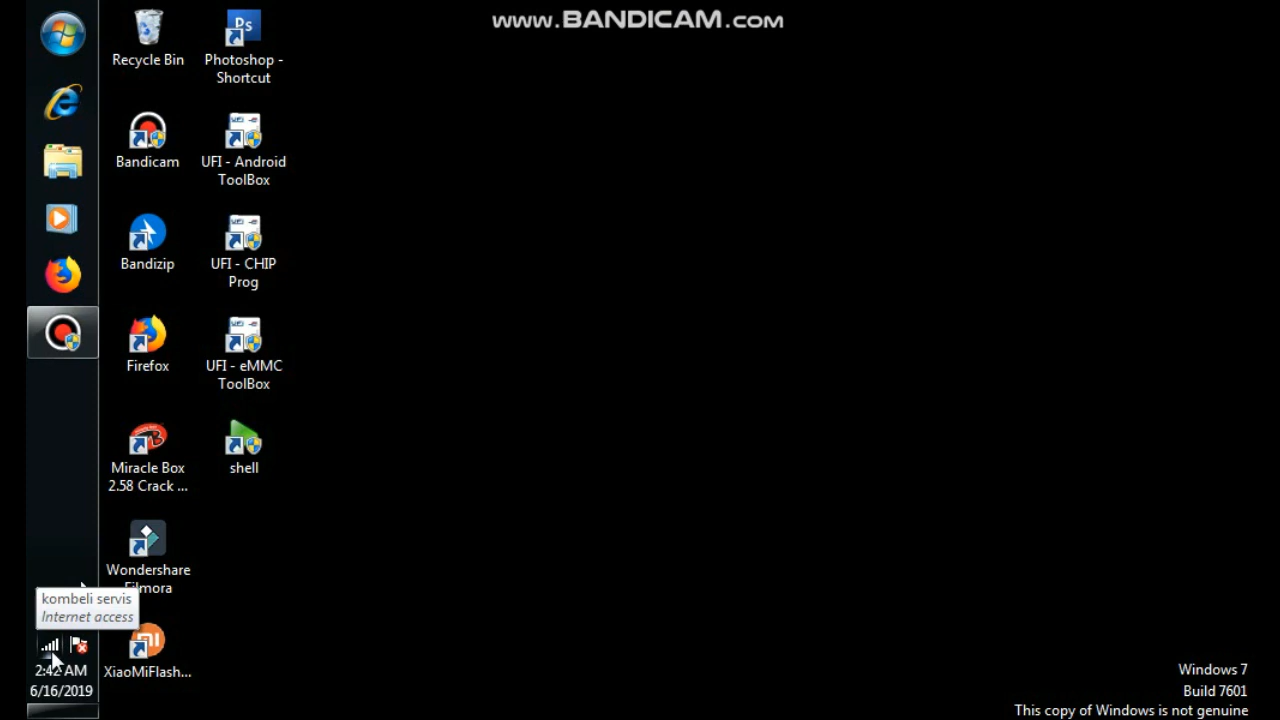 www.BANDICAM.com
Recycle Bin
Photoshop -
Shortcut
Bandicam
UFI - Android
ToolBox
Bandizip
UFI - CHIP
Prog
Firefox
UFI - eMMC
ToolBox
Miracle Box
2.58 Crack ...
shell
Wondershare
Filmora
XiaoMiFlash...
kombeli servis
Internet access
2:42 AM
6/16/2019
Windows 7
Build 7601
This copy of Windows is not genuine